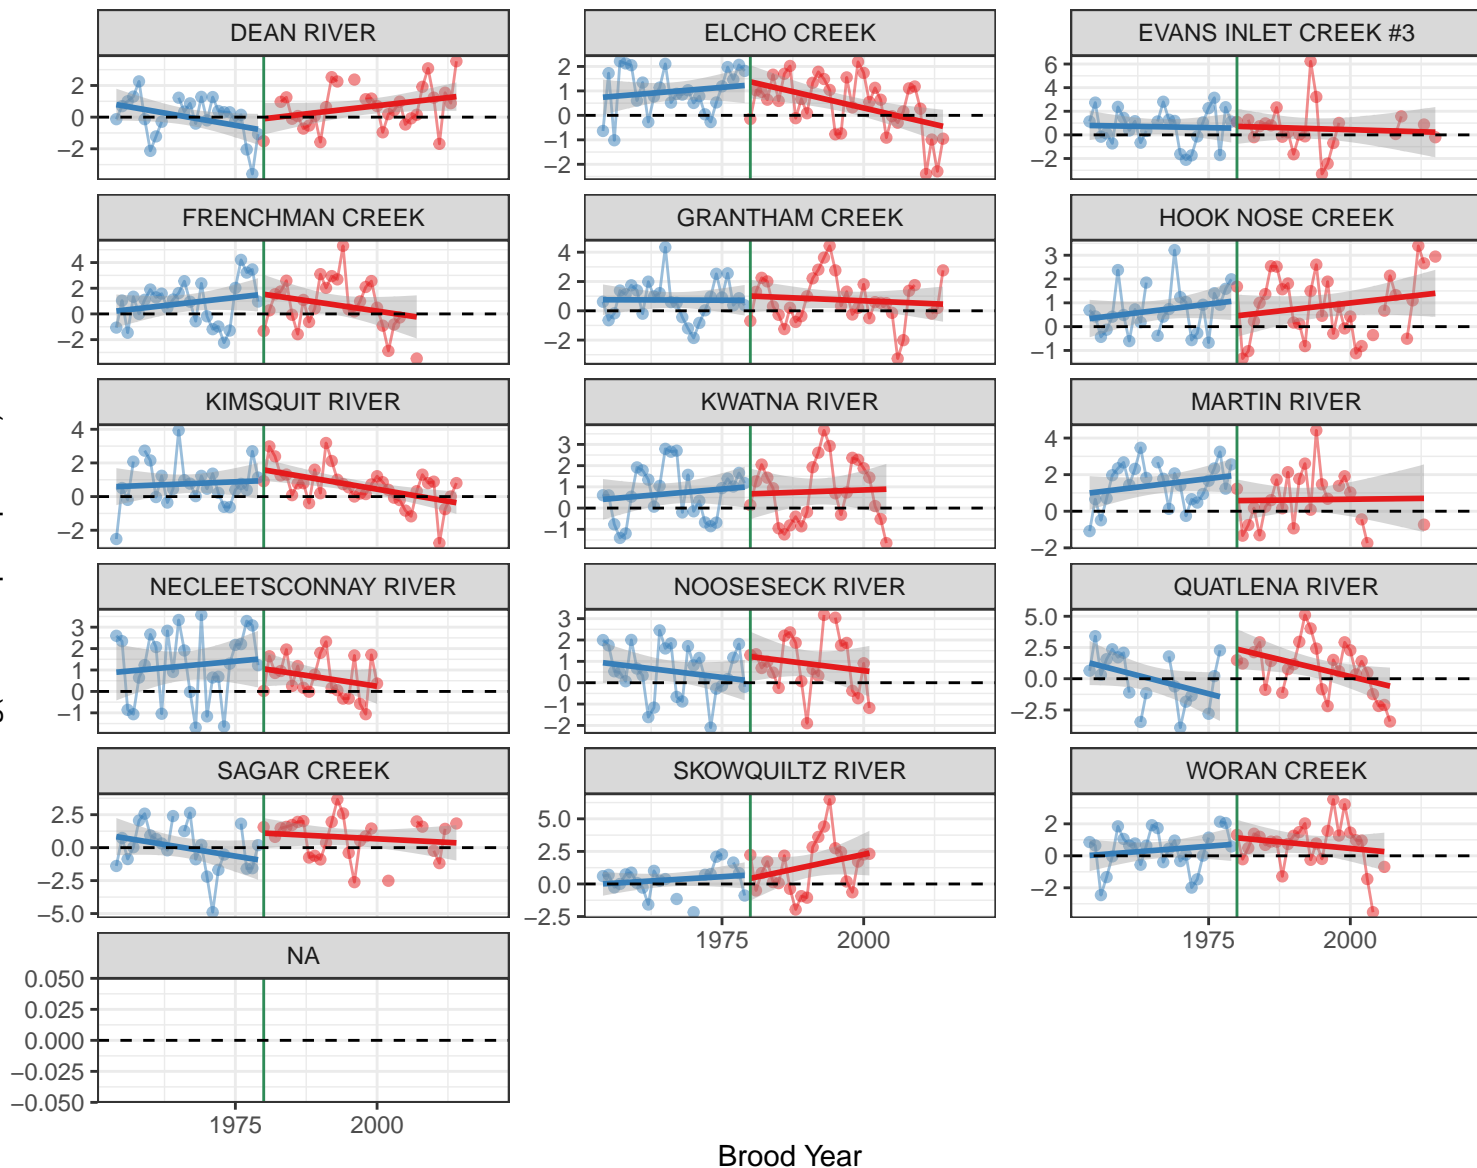 DEAN RIVER ELCHO CREEK EVANS INLET CREEK #3
2 0 −2
2 1 0 −1 −2
6 4 2 0 −2
FRENCHMAN CREEK GRANTHAM CREEK HOOK NOSE CREEK
4 2 0 −2
4 2 0 −2
3 2 1 0 −1
KIMSQUIT RIVER KWATNA RIVER MARTIN RIVER
4 2 0 −2
3 2 1 0 −1
4 2 0 −2
NECLEETSCONNAY RIVER NOOSESECK RIVER QUATLENA RIVER
3 2 1 0 −1
3 2 1 0 −1 −2
5.0 2.5 0.0 −2.5
SAGAR CREEK SKOWQUILTZ RIVER WORAN CREEK
2.5 0.0 −2.5 −5.0
5.0 2.5 0.0 −2.5
2 0 −2
1975 2000 1975 2000
NA
0.050
0.025
0.000
−0.025
−0.050
1975 2000
Brood Year